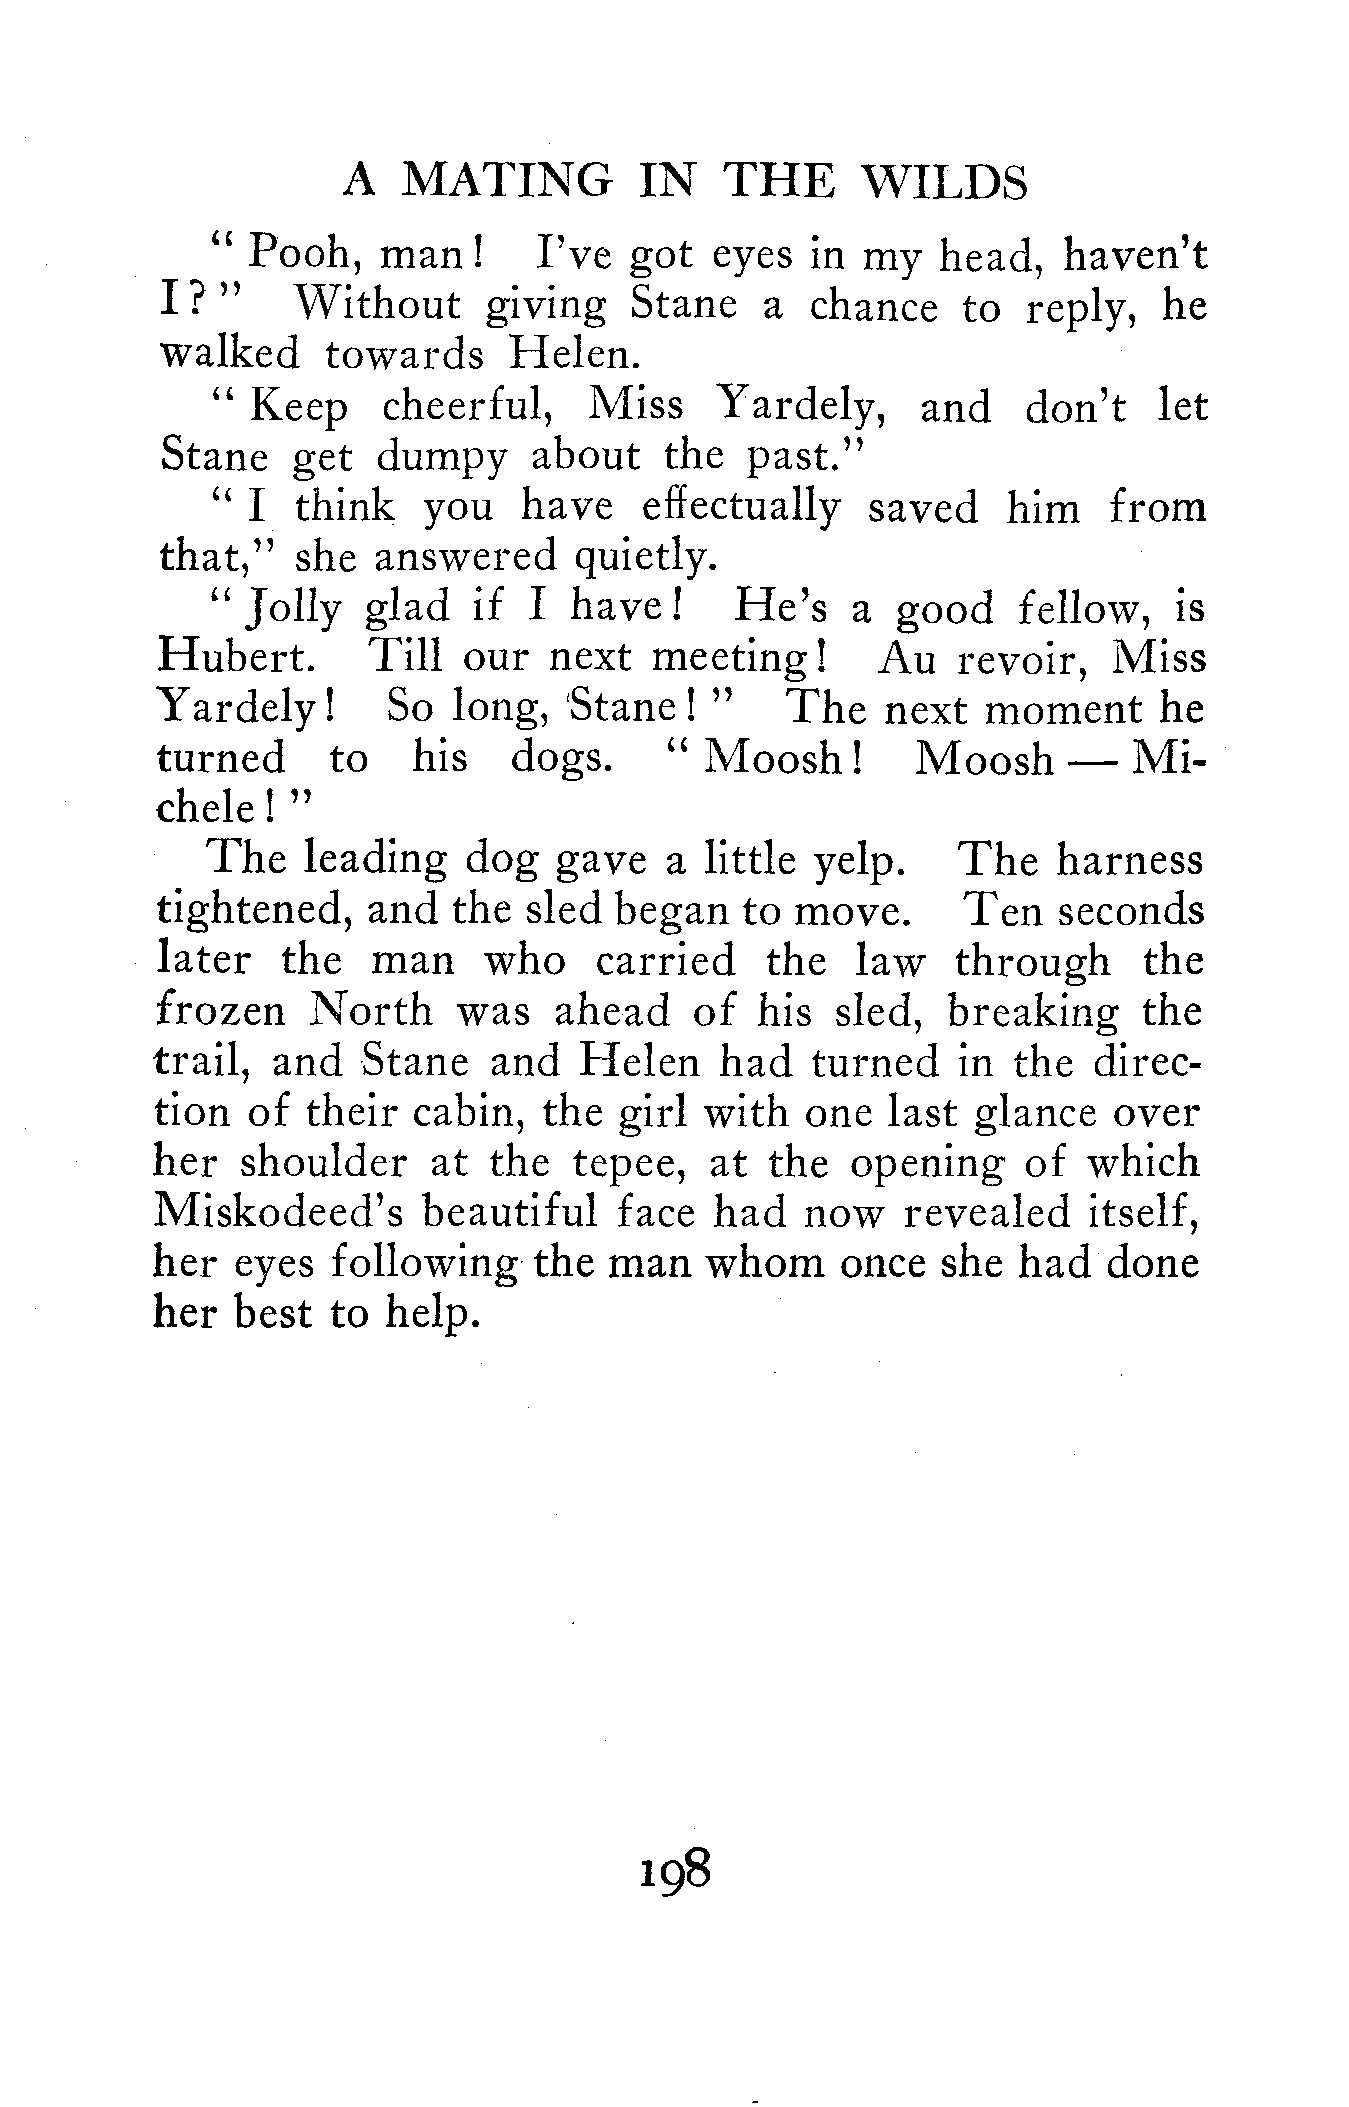 A MATING IN THE WILDS
“ Pooh, man! I’ve got eyes in my head, haven’t
I? ” Without giving Stane a chance to reply, he
walked towards Helen.
“ Keep cheerful, Miss Yardely, and don’t let
Stane get dumpy about the past.”
“ I think you have effectually saved him from
that,” she answered quietly.
“ Jolly glad if I have! He’s a good fellow, is
Hubert. Till our next meeting! Au revoir, Miss
Yardely! So long, Stane! ” The next moment he
turned to his dogs. “ Moosh! Moosh — Mi-
chele! ”
The leading dog gave a little yelp. The harness
tightened, and the sled began to move. Ten seconds
later the man who carried the law through the
frozen North was ahead of his sled, breaking the
trail, and Stane and Helen had turned in the direc-
tion of their cabin, the girl with one last glance over
her shoulder at the tepee, at the opening of which
Miskodeed’s beautiful face had now revealed itself,
her eyes following the man whom once she had done
her best to help.
198